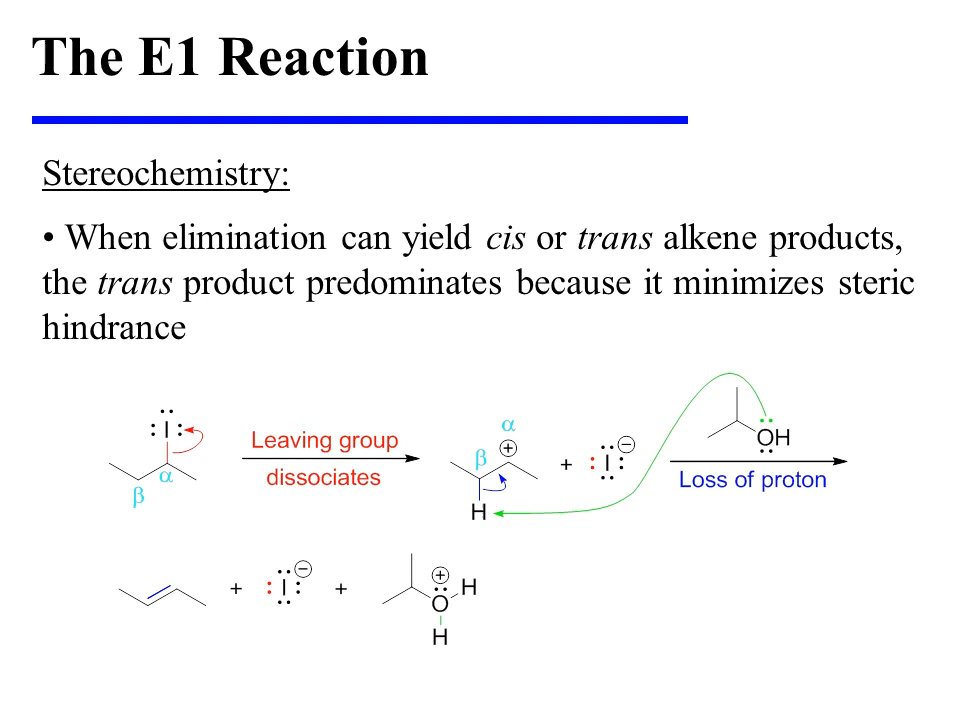 The E1 Reaction
Stereochemistry:
• When elimination can yield cis or trans alkene products,
the trans product predominates because it minimizes steric
hindrance
I
α
β
Leaving group
dissociates
α
β
+
H
+
I
−
OH
Loss of proton
+
I
−
+
+
O
H
H